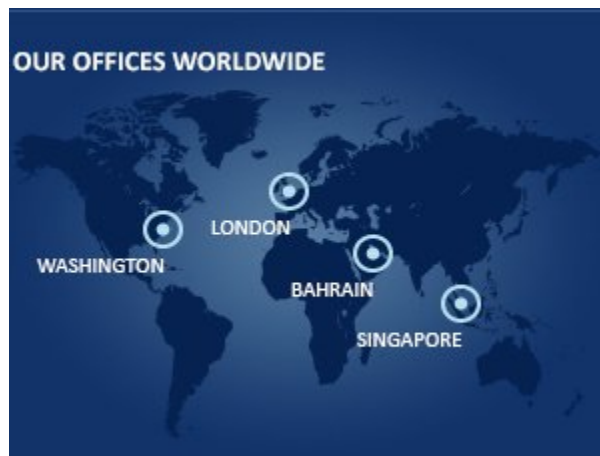 OUR OFFICES WORLDWIDE
LONDON
WASHINGTON
BAHRAIN
SINGAPORE